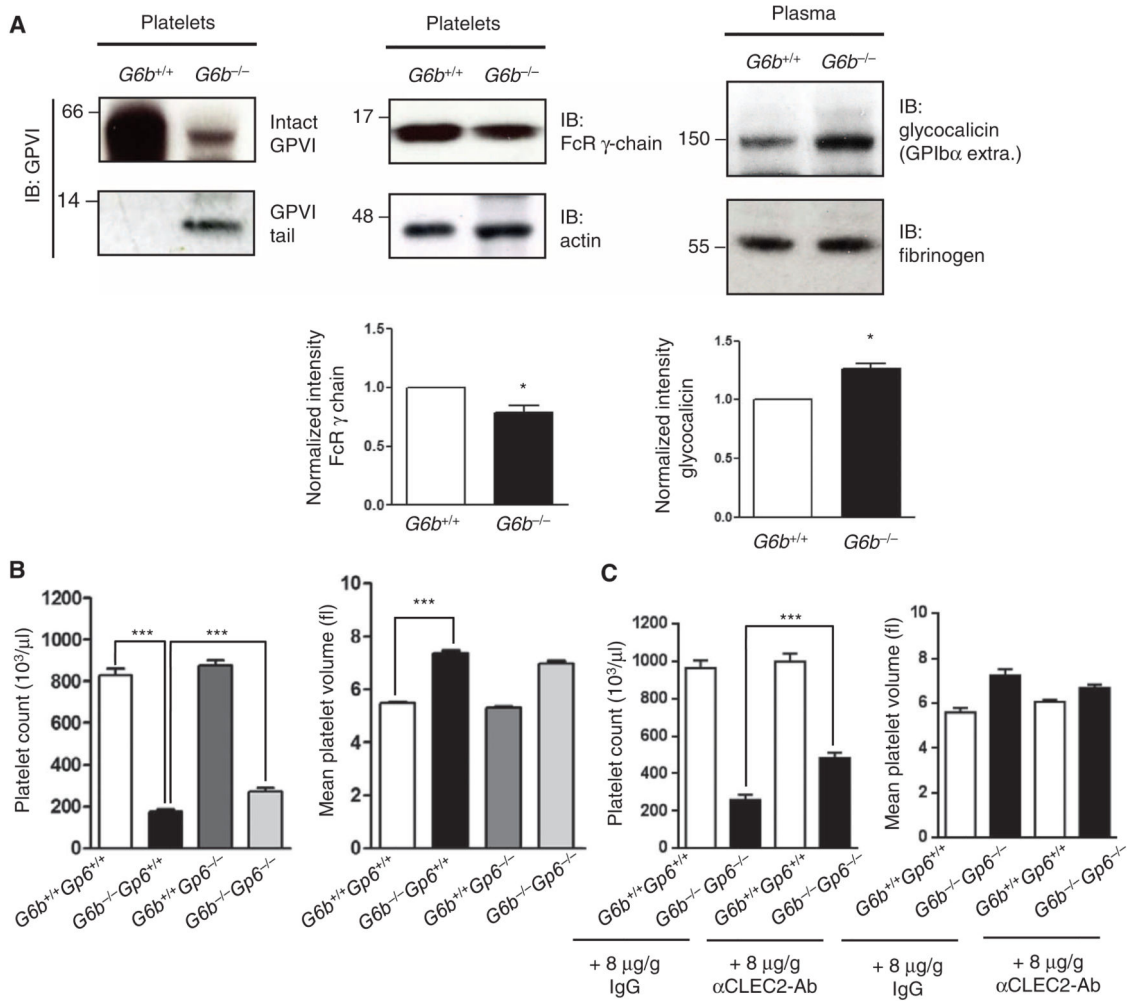 A
Platelets
G6b+/+ G6b–/–
IB: GPVI
66
Intact
GPVI
14
GPVI
tail
Platelets
G6b+/+ G6b–/–
17
IB:
FcR γ-chain
48
IB:
actin
Plasma
G6b+/+ G6b–/–
150
IB:
glycocalicin
(GPIbα extra.)
55
IB:
fibrinogen
Normalized intensity
FcR γ chain
1.5
1.0
0.5
0.0
*
G6b+/+ G6b–/–
Normalized intensity
glycocalicin
1.5
1.0
0.5
0.0
*
G6b+/+ G6b–/–
B
Platelet count (10³/µl)
1200
1000
800
600
400
200
0
*** ***
G6b+/+Gp6+/+
G6b–/–Gp6+/+
G6b+/+Gp6–/–
G6b–/–Gp6–/–
Mean platelet volume (fl)
10
8
6
4
2
0
***
G6b+/+Gp6+/+
G6b–/–Gp6+/+
G6b+/+Gp6–/–
G6b–/–Gp6–/–
C
Platelet count (10³/µl)
1200
1000
800
600
400
200
0
***
G6b+/+Gp6+/+
G6b–/–Gp6–/–
G6b+/+Gp6+/+
G6b–/–Gp6–/–
+ 8 µg/g
IgG
+ 8 µg/g
αCLEC2-Ab
Mean platelet volume (fl)
10
8
6
4
2
0
G6b+/+Gp6+/+
G6b–/–Gp6–/–
G6b+/+Gp6+/+
G6b–/–Gp6–/–
+ 8 µg/g
IgG
+ 8 µg/g
αCLEC2-Ab